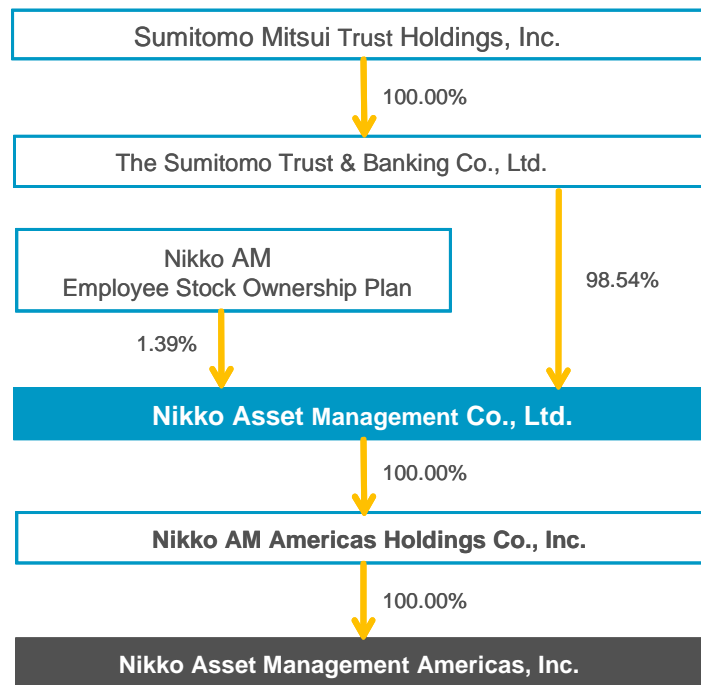 Sumitomo Mitsui Trust Holdings, Inc.
100.00%
The Sumitomo Trust & Banking Co., Ltd.
Nikko AM
Employee Stock Ownership Plan
98.54%
1.39%
Nikko Asset Management Co., Ltd.
100.00%
Nikko AM Americas Holdings Co., Inc.
100.00%
Nikko Asset Management Americas, Inc.